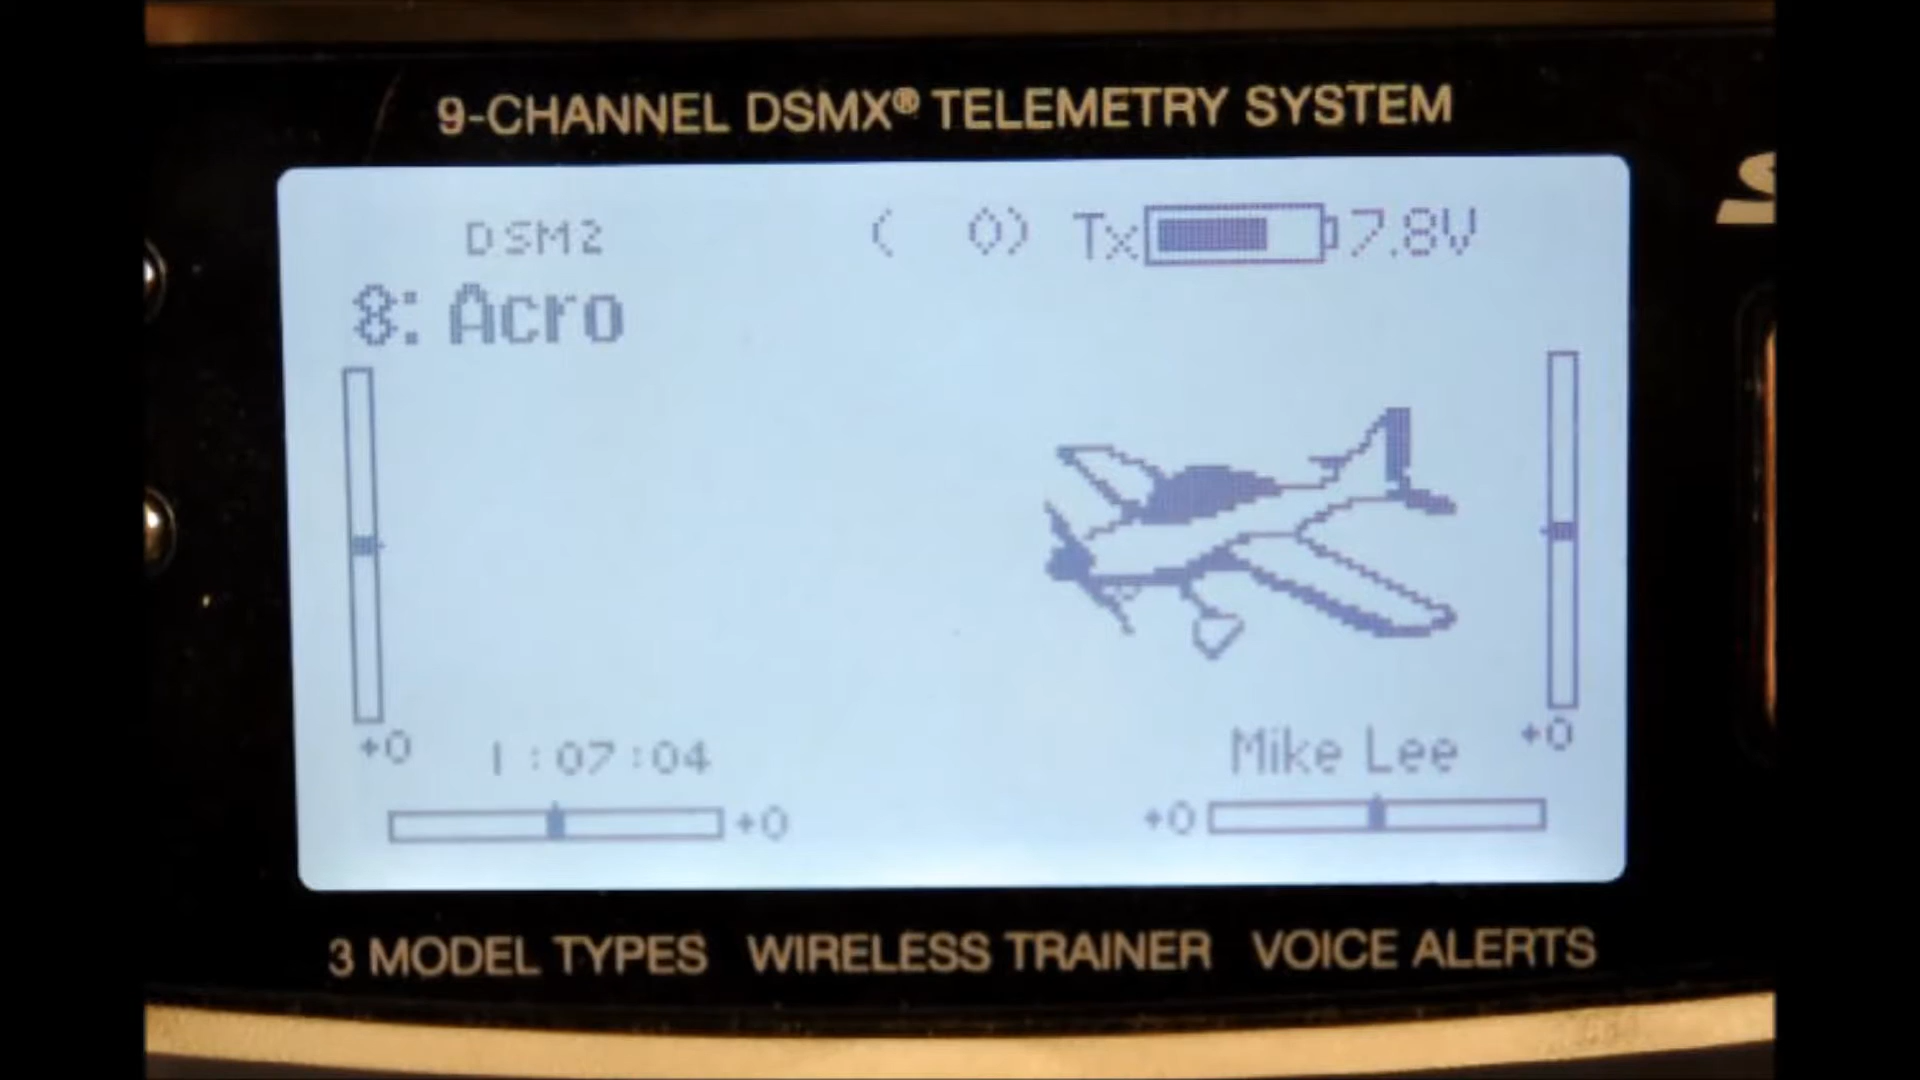 9-CHANNEL DSMX® TELEMETRY SYSTEM
DSM2 ( 0) Tx 7.8V
8: Acro
+0 1:07:04 Mike Lee +0
+0 +0
3 MODEL TYPES WIRELESS TRAINER VOICE ALERTS